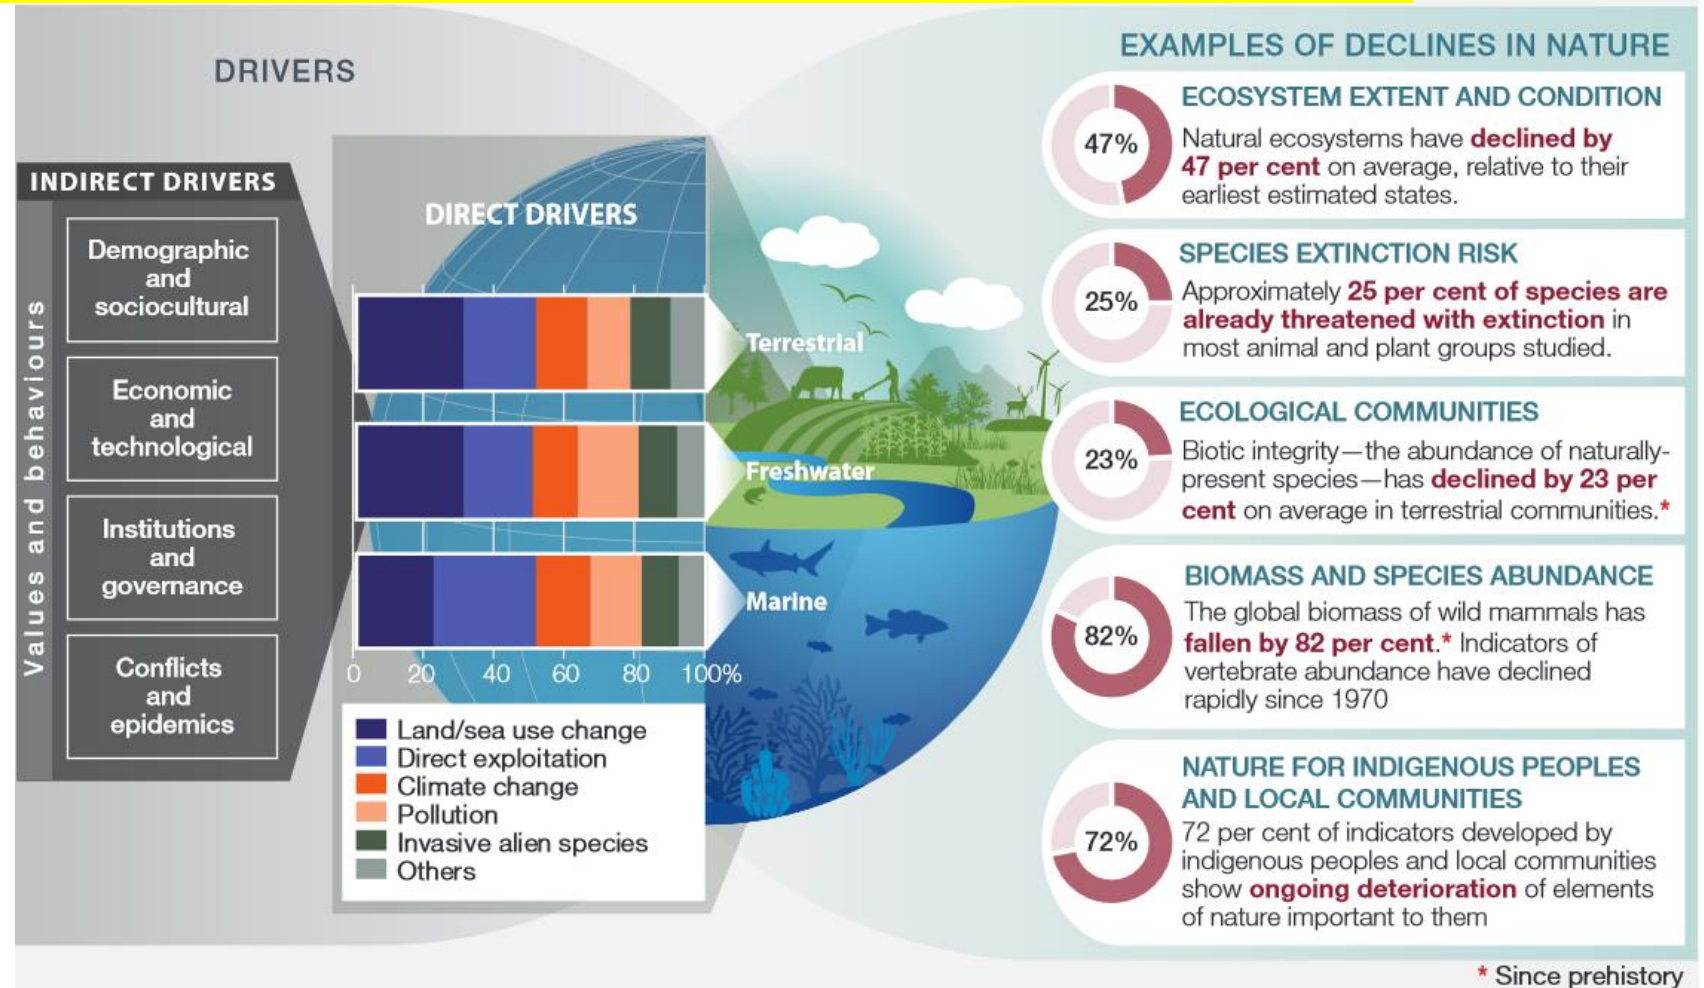 DRIVERS
INDIRECT DRIVERS
Values and behaviours
Demographic
and
sociocultural
Economic
and
technological
Institutions
and
governance
Conflicts
and
epidemics
DIRECT DRIVERS
Terrestrial
Freshwater
Marine
0 20 40 60 80 100%
Land/sea use change
Direct exploitation
Climate change
Pollution
Invasive alien species
Others
EXAMPLES OF DECLINES IN NATURE
47%
ECOSYSTEM EXTENT AND CONDITION
Natural ecosystems have declined by
47 per cent on average, relative to their
earliest estimated states.
25%
SPECIES EXTINCTION RISK
Approximately 25 per cent of species are
already threatened with extinction in
most animal and plant groups studied.
23%
ECOLOGICAL COMMUNITIES
Biotic integrity—the abundance of naturally-
present species—has declined by 23 per
cent on average in terrestrial communities.*
82%
BIOMASS AND SPECIES ABUNDANCE
The global biomass of wild mammals has
fallen by 82 per cent.* Indicators of
vertebrate abundance have declined
rapidly since 1970
72%
NATURE FOR INDIGENOUS PEOPLES
AND LOCAL COMMUNITIES
72 per cent of indicators developed by
indigenous peoples and local communities
show ongoing deterioration of elements
of nature important to them
* Since prehistory